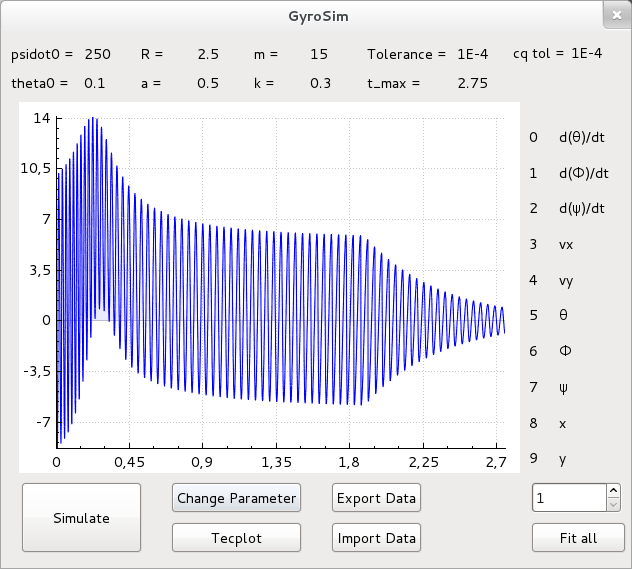 GyroSim
psidot0 = 250 R = 2.5 m = 15 Tolerance = 1E-4 cq tol = 1E-4
theta0 = 0.1 a = 0.5 k = 0.3 t_max = 2.75
14
10,5
7
3,5
0
-3,5
-7
0 0,45 0,9 1,35 1,8 2,25 2,7
0 d(θ)/dt
1 d(Φ)/dt
2 d(ψ)/dt
3 vx
4 vy
5 θ
6 Φ
7 ψ
8 x
9 y
Simulate Change Parameter Export Data 1
Tecplot Import Data Fit all